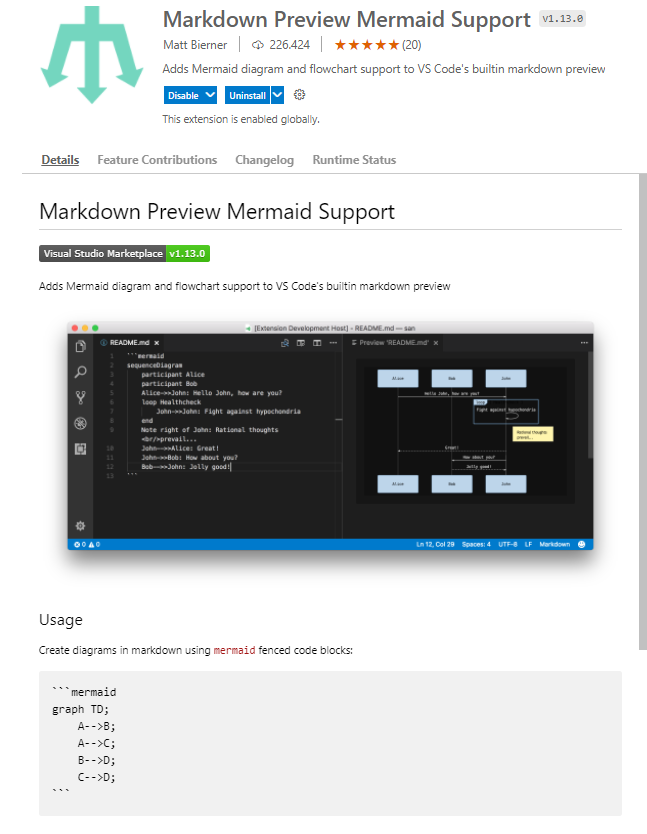 Markdown Preview Mermaid Support v1.13.0
Matt Bierner 226.424 ★★★★★(20)
Adds Mermaid diagram and flowchart support to VS Code's builtin markdown preview
Disable Uninstall
This extension is enabled globally.
Details Feature Contributions Changelog Runtime Status
Markdown Preview Mermaid Support
Visual Studio Marketplace v1.13.0
Adds Mermaid diagram and flowchart support to VS Code's builtin markdown preview
[Extension Development Host] - README.md — san
README.md ×
1 ```mermaid
2 sequenceDiagram
3 participant Alice
4 participant Bob
5 Alice->>John: Hello John, how are you?
6 loop Healthcheck
7 John->>John: Fight against hypochondria
8 end
9 Note right of John: Rational thoughts
<br/>prevail...
10 John-->>Alice: Great!
11 John->>Bob: How about you?
12 Bob-->>John: Jolly good!
13 ```
Preview 'README.md' ×
Alice Bob John
Hello John, how are you?
loop
Fight against hypochondria
Rational thoughts
prevail...
Great!
How about you?
Jolly good!
Alice Bob John
0 0 Ln 12, Col 29 Spaces: 4 UTF-8 LF Markdown
Usage
Create diagrams in markdown using mermaid fenced code blocks:
```mermaid
graph TD;
A-->B;
A-->C;
B-->D;
C-->D;
```